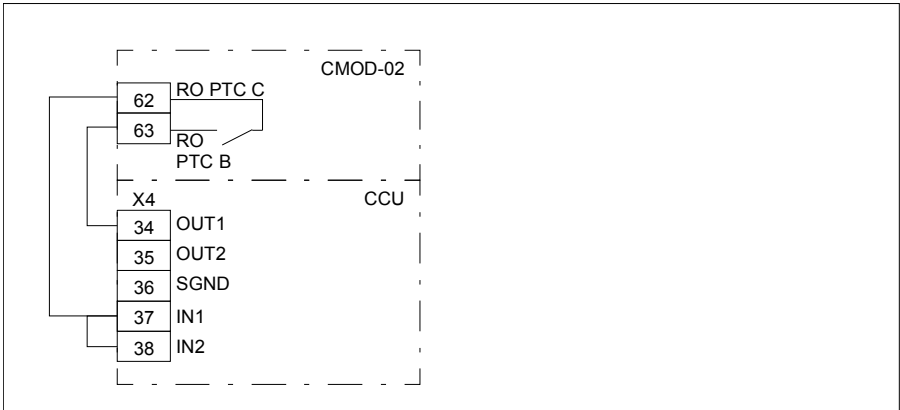 CMOD-02
62 RO PTC C
63 RO
PTC B
X4 CCU
34 OUT1
35 OUT2
36 SGND
37 IN1
38 IN2